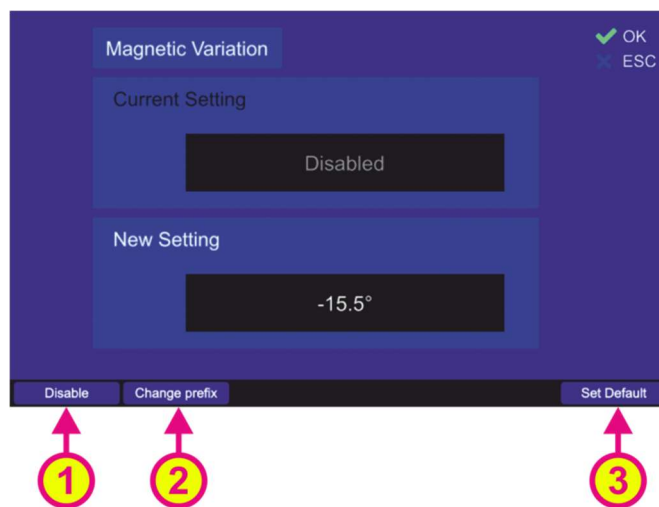 Magnetic Variation
OK
ESC
Current Setting
Disabled
New Setting
-15.5°
Disable
Change prefix
Set Default
1
2
3